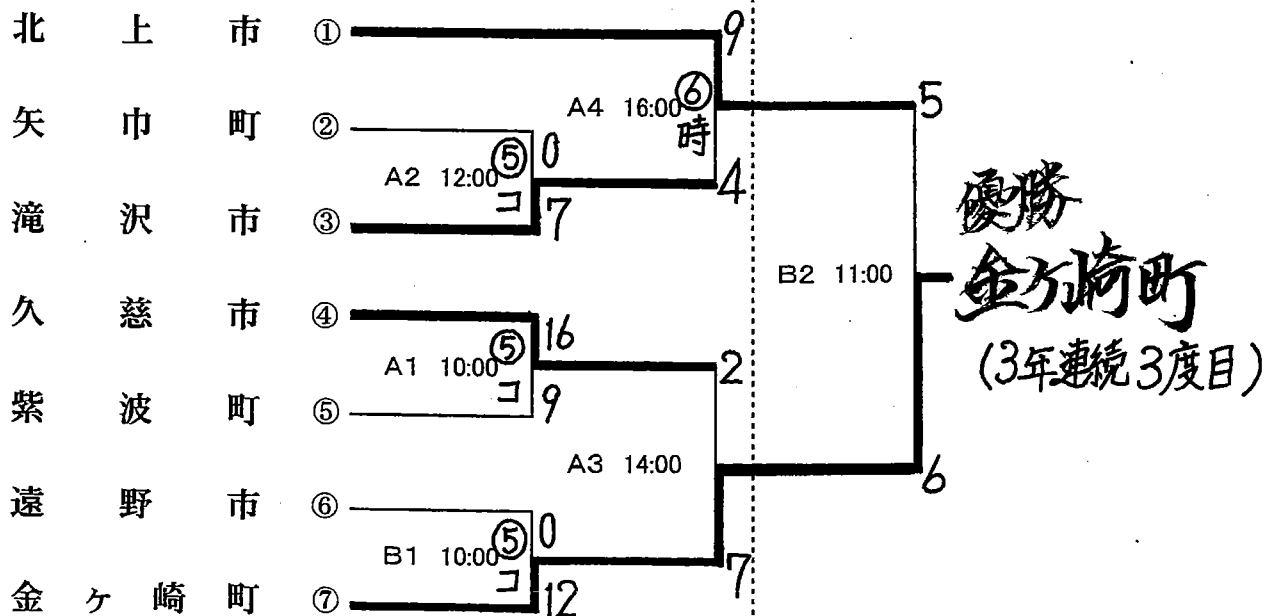 北上市 ① 9
A4 16:00 ⑥ 5
時
矢巾町 ②
A2 12:00 ⑤ 0
コ 4
滝沢市 ③ 7
優勝
B2 11:00 金ケ崎町
(3年連続3度目)
久慈市 ④ 16
A1 10:00 ⑤ 2
コ
紫波町 ⑤ 9
A3 14:00
6
遠野市 ⑥ 0
B1 10:00 ⑤
コ 7
金ケ崎町 ⑦ 12